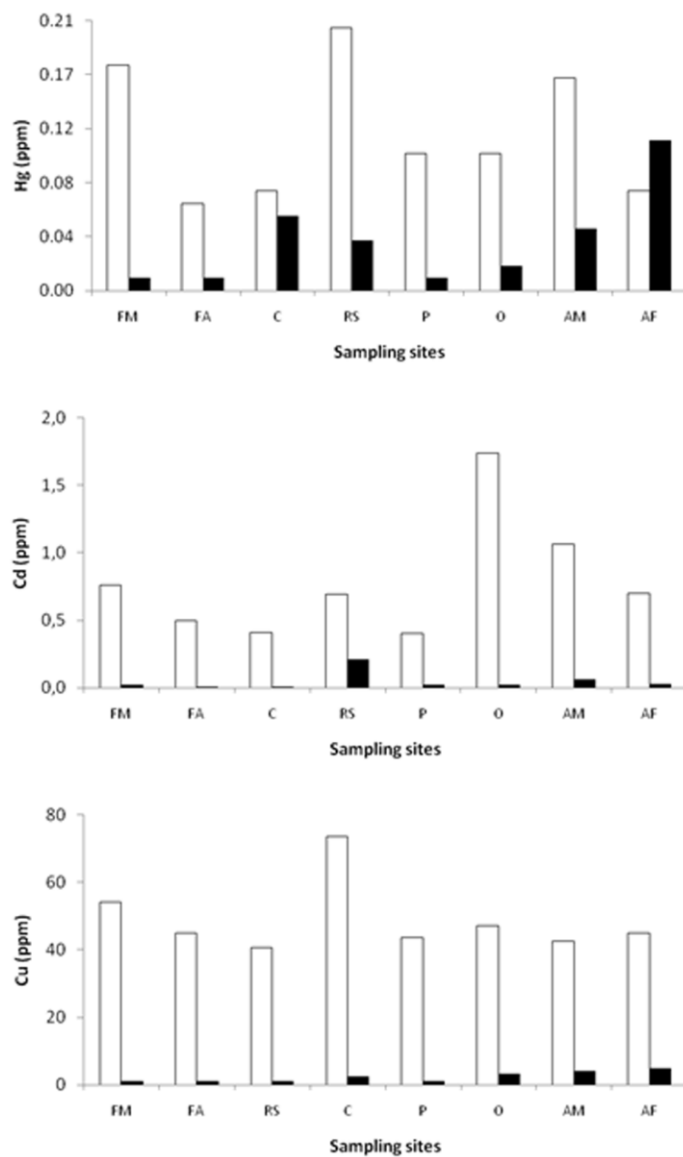 0.21
0.17
0.12
0.08
0.04
0.00
Hg (ppm)
FM FA C RS P O AM AF
Sampling sites
2,0
1,5
1,0
0,5
0,0
Cd (ppm)
FM FA C RS P O AM AF
Sampling sites
80
60
40
20
0
Cu (ppm)
FM FA RS C P O AM AF
Sampling sites